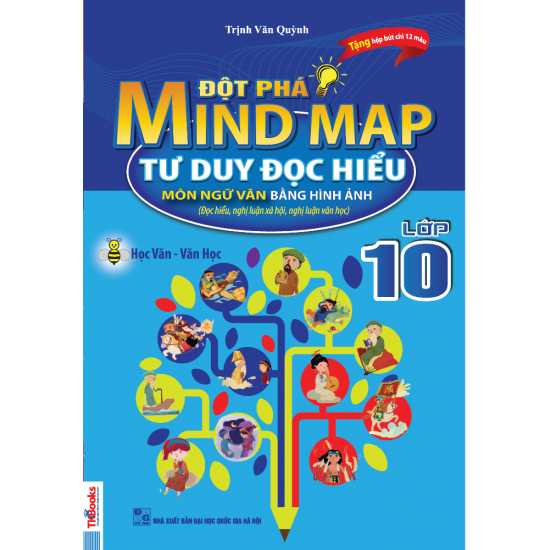 Trịnh Văn Quỳnh
Tặng hộp bút chì 12 màu
ĐỘT PHÁ
MIND MAP
TƯ DUY ĐỌC HIỂU
MÔN NGỮ VĂN BẰNG HÌNH ẢNH
(Đọc hiểu, nghị luận xã hội, nghị luận văn học)
LỚP
10
Học Văn - Văn Học
NHÀ XUẤT BẢN ĐẠI HỌC QUỐC GIA HÀ NỘI
TKBooks